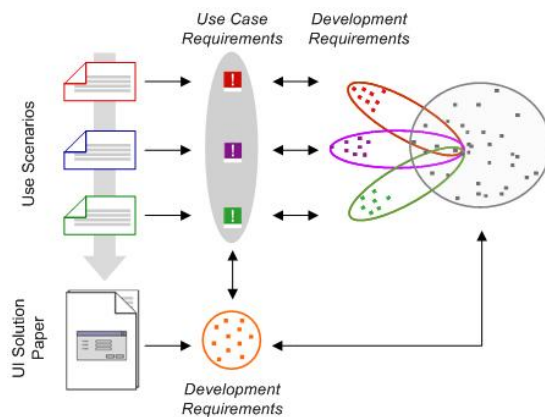 Use Case
Requirements
Development
Requirements
Use Scenarios
!
!
!
UI Solution
Paper
Development
Requirements